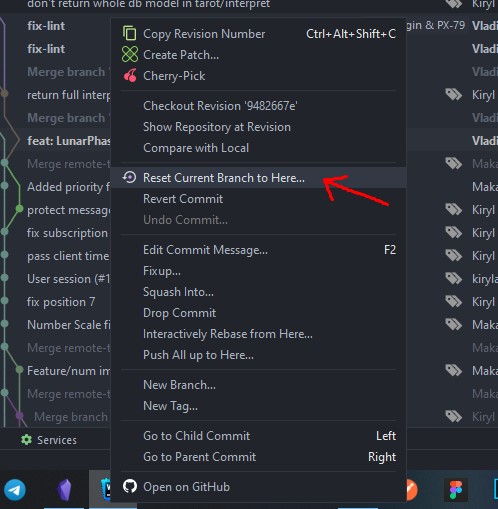 don't return whole db model in tarot/interpret
Kiryl
fix-lint
Copy Revision Number Ctrl+Alt+Shift+C
gin & PX-79
Vladi
fix-lint
Create Patch...
Vladi
Merge branch
Cherry-Pick
Vladi
return full interp
Kiryl
Checkout Revision '9482667e'
Merge branch
Show Repository at Revision
Vladi
feat: LunarPhas
Compare with Local
Vladi
Merge remote-t
Maka
Reset Current Branch to Here...
Added priority f
Maka
Revert Commit
protect message
Kiryl
Undo Commit...
fix subscription
Kiryl
Edit Commit Message... F2
pass client time
Kiryl
Fixup...
User session (#1
kiryla
Squash Into...
fix position 7
Kiryl
Drop Commit
Number Scale fi
Maka
Interactively Rebase from Here...
Merge remote-t
Maka
Push All up to Here...
Feature/num im
Maka
New Branch...
Merge remote-t
Maka
New Tag...
Merge branch
Kiryl
Services
Go to Child Commit Left
Go to Parent Commit Right
Open on GitHub